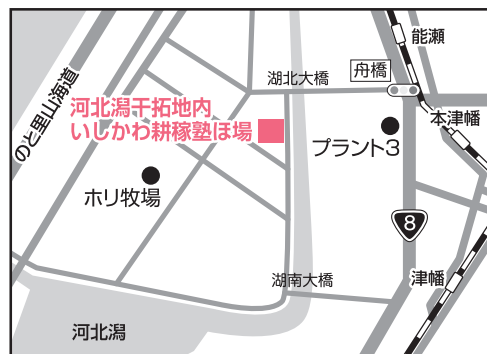 能瀬
のと里山海道
湖北大橋
舟橋
河北潟干拓地内
いしかわ耕稼塾ほ場
本津幡
プラント3
ホリ牧場
8
湖南大橋
津幡
河北潟